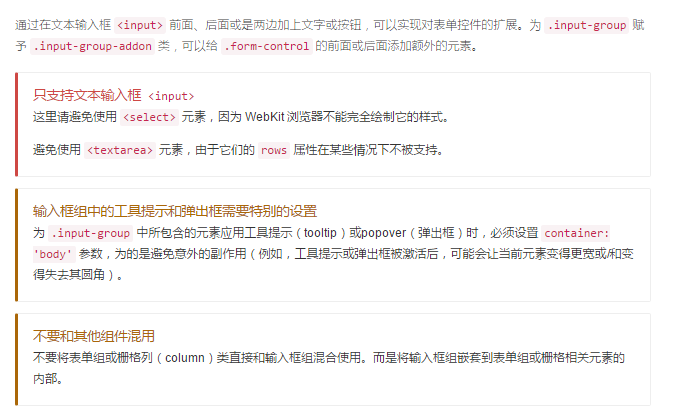 通过在文本输入框 <input> 前面、后面或是两边加上文字或按钮，可以实现对表单控件的扩展。为 .input-group 赋
予 .input-group-addon 类，可以给 .form-control 的前面或后面添加额外的元素。
只支持文本输入框 <input>
这里请避免使用 <select> 元素，因为 WebKit 浏览器不能完全绘制它的样式。
避免使用 <textarea> 元素，由于它们的 rows 属性在某些情况下不被支持。
输入框组中的工具提示和弹出框需要特别的设置
为 .input-group 中所包含的元素应用工具提示（tooltip）或popover（弹出框）时，必须设置 container:
'body' 参数，为的是避免意外的副作用（例如，工具提示或弹出框被激活后，可能会让当前元素变得更宽或/和变
得失去其圆角）。
不要和其他组件混用
不要将表单组或栅格列（column）类直接和输入框组混合使用。而是将输入框组嵌套到表单组或栅格相关元素的
内部。